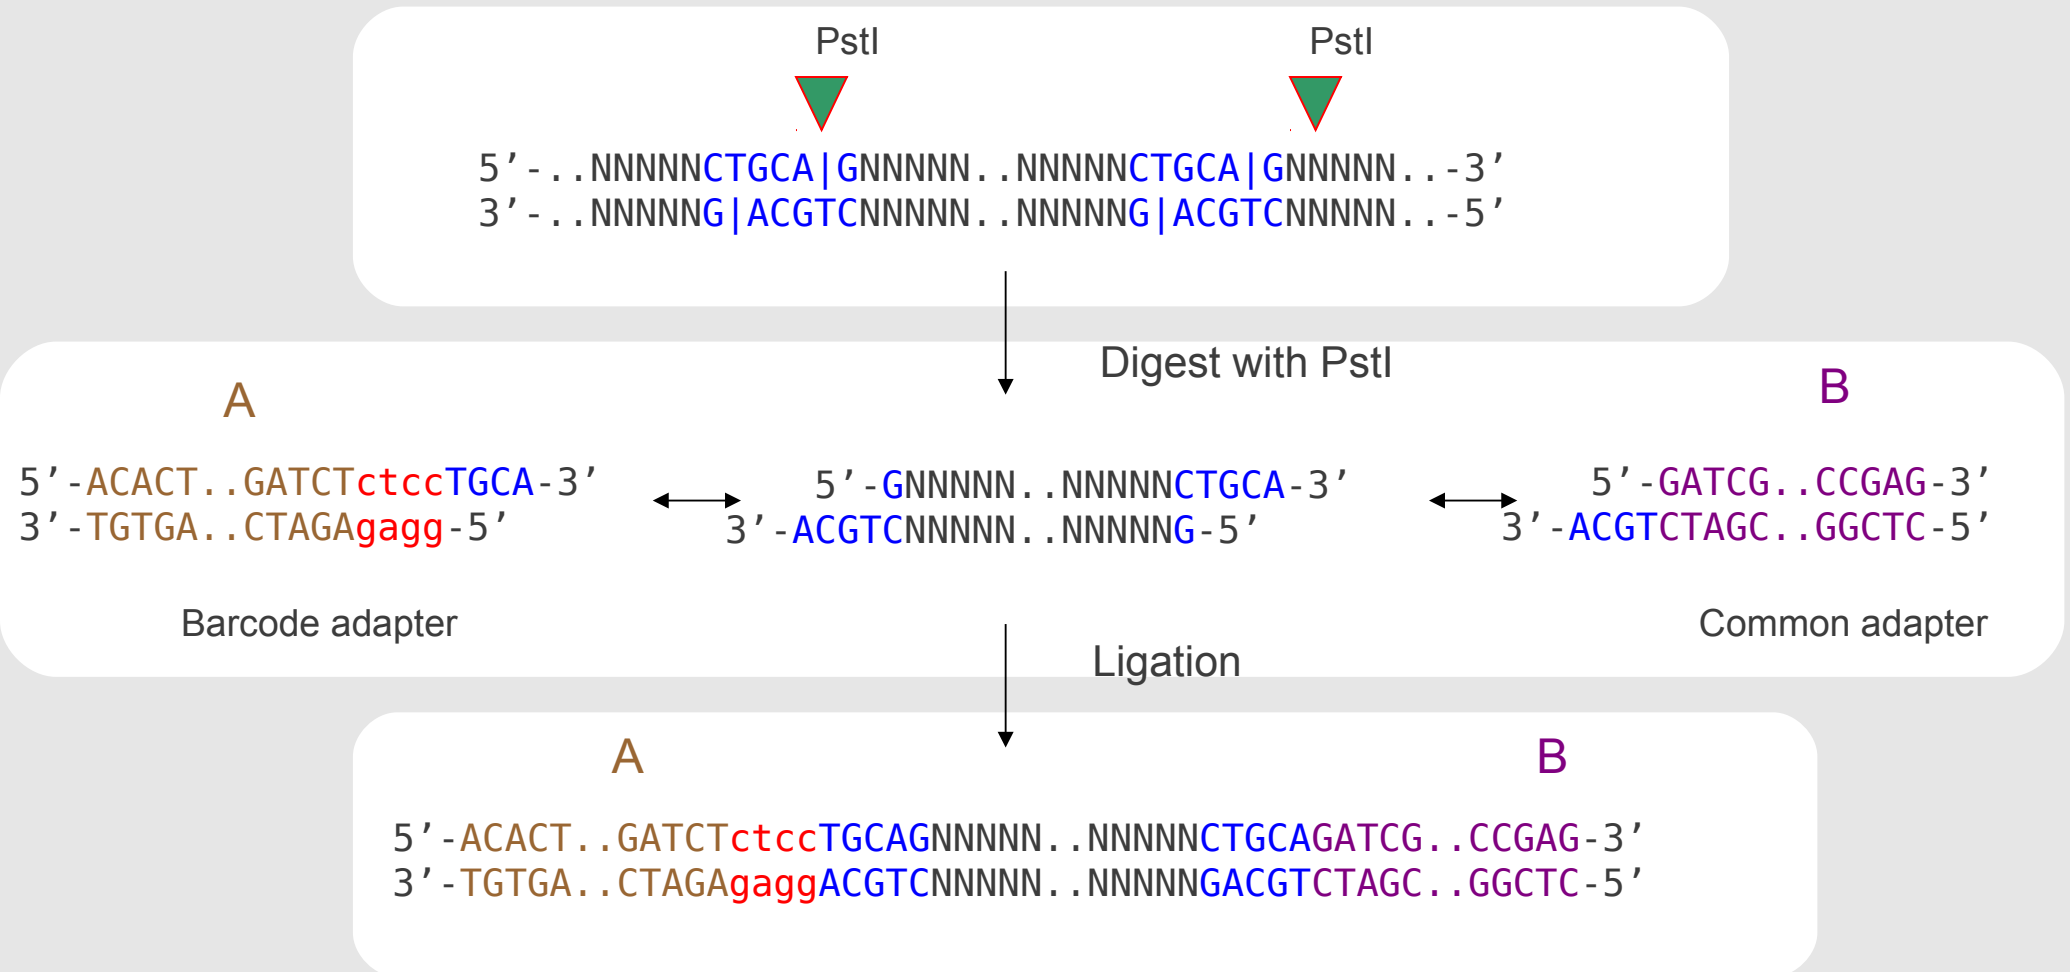 PstI PstI
5’-..NNNNNCTGCA|GNNNNN..NNNNNCTGCA|GNNNNN..-3’
3’-..NNNNNG|ACGTCNNNNN..NNNNNG|ACGTCNNNNN..-5’
Digest with PstI
A B
5’-ACACT..GATCTctccTGCA-3’ 5’-GNNNNN..NNNNNCTGCA-3’ 5’-GATCG..CCGAG-3’
3’-TGTGA..CTAGAgagg-5’ 3’-ACGTCNNNNN..NNNNNG-5’ 3’-ACGTCTAGC..GGCTC-5’
Barcode adapter Common adapter
Ligation
A B
5’-ACACT..GATCTctccTGCAGNNNNN..NNNNNCTGCAGATCG..CCGAG-3’
3’-TGTGA..CTAGAgaggACGTCNNNNN..NNNNNGACGTCTAGC..GGCTC-5’